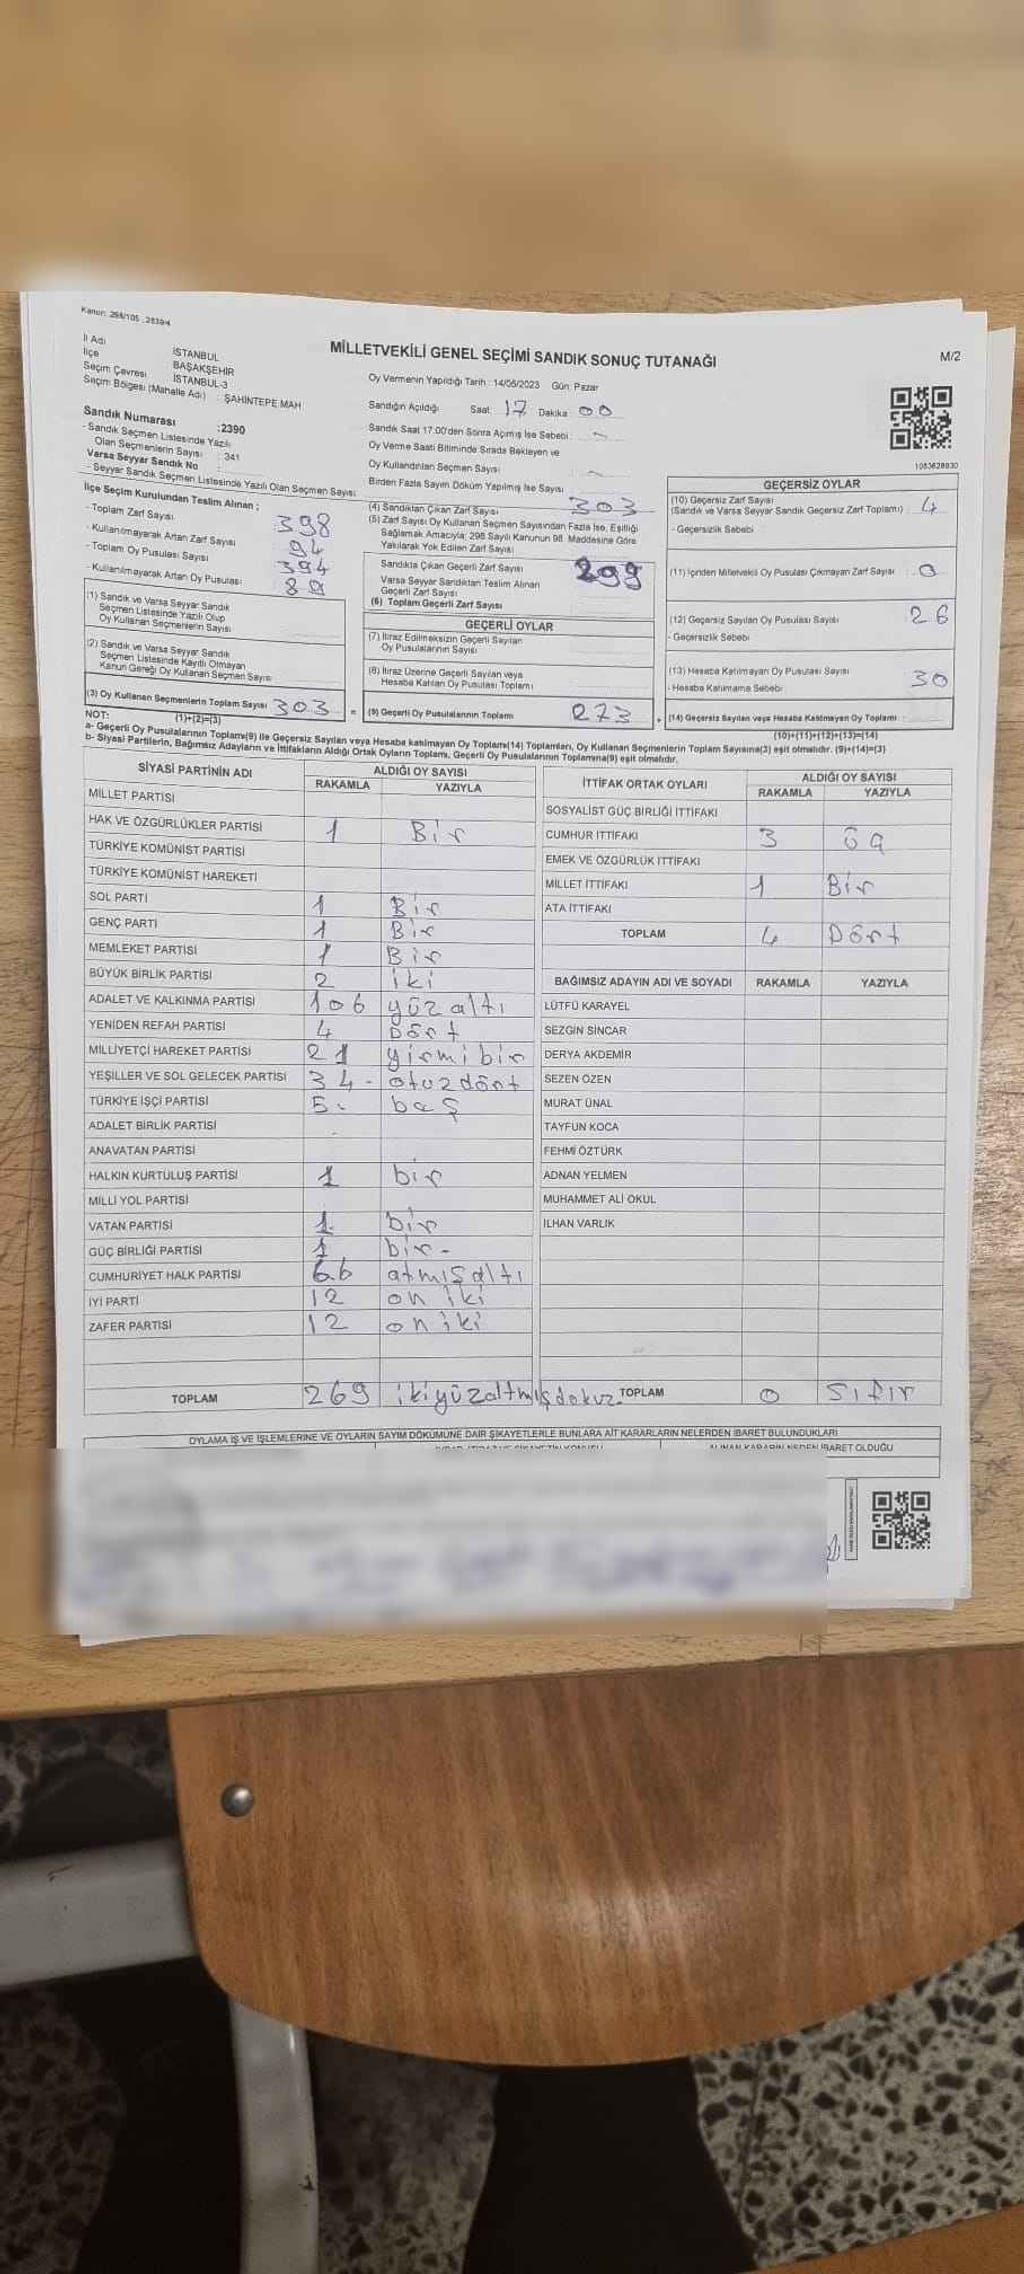 Kanun: 298/105 , 2839/4
MİLLETVEKİLİ GENEL SEÇİMİ SANDIK SONUÇ TUTANAĞI
M/2
İl Adı İSTANBUL
İlçe BAŞAKŞEHİR
Seçim Çevresi İSTANBUL-3
Seçim Bölgesi (Mahalle Adı) : ŞAHİNTEPE MAH
Oy Vermenin Yapıldığı Tarih : 14/05/2023 Gün: Pazar
Sandığın Açıldığı Saat: 17 Dakika: 00
Sandık Saat 17.00'den Sonra Açımış İse Sebebi :
Oy Verme Saati Bitiminde Sırada Bekleyen ve
Oy Kullandırılan Seçmen Sayısı
Birden Fazla Sayım Döküm Yapılmış İse Sayısı
1083628930
Sandık Numarası :2390
- Sandık Seçmen Listesinde Yazılı
Olan Seçmenlerin Sayısı : 341
Varsa Seyyar Sandık No
- Seyyar Sandık Seçmen Listesinde Yazılı Olan Seçmen Sayısı
İlçe Seçim Kurulundan Teslim Alınan ;
- Toplam Zarf Sayısı 398
- Kullanılmayarak Artan Zarf Sayısı 94
- Toplam Oy Pusulası Sayısı 394
- Kullanılmayarak Artan Oy Pusulası
(1) Sandık ve Varsa Seyyar Sandık
Seçmen Listesinde Yazılı Olup
Oy Kullanan Seçmenlerin Sayısı
(2) Sandık ve Varsa Seyyar Sandık
Seçmen Listesinde Kayıtlı Olmayan
Kanun Gereği Oy Kullanan Seçmen Sayısı
(3) Oy Kullanan Seçmenlerin Toplam Sayısı 303 =
(1)+(2)=(3)
(4) Sandıktan Çıkan Zarf Sayısı 303
(5) Zarf Sayısı Oy Kullanan Seçmen Sayısından Fazla İse, Eşitliği
Sağlamak Amacıyla; 298 Sayılı Kanunun 98. Maddesine Göre
Yakılarak Yok Edilen Zarf Sayısı
Sandıkta Çıkan Geçerli Zarf Sayısı 299
Varsa Seyyar Sandıktan Teslim Alınan
Geçerli Zarf Sayısı
(6) Toplam Geçerli Zarf Sayısı
GEÇERLİ OYLAR
(7) İtiraz Edilmeksizin Geçerli Sayılan
Oy Pusulalarının Sayısı
(8) İtiraz Üzerine Geçerli Sayılan veya
Hesaba Katılan Oy Pusulası Toplamı
(9) Geçerli Oy Pusulalarının Toplamı 273 +
GEÇERSİZ OYLAR
(10) Geçersiz Zarf Sayısı 4
(Sandık ve Varsa Seyyar Sandık Geçersiz Zarf Toplamı)
- Geçersizlik Sebebi
(11) İçinden Milletvekili Oy Pusulası Çıkmayan Zarf Sayısı : 0
(12) Geçersiz Sayılan Oy Pusulası Sayısı 26
- Geçersizlik Sebebi
(13) Hesaba Katılmayan Oy Pusulası Sayısı 30
- Hesaba Katılmama Sebebi
(14) Geçersiz Sayılan veya Hesaba Katılmayan Oy Toplamı
(10)+(11)+(12)+(13)=(14)
NOT:
a- Geçerli Oy Pusulalarının Toplamı(9) ile Geçersiz Sayılan veya Hesaba katılmayan Oy Toplamı(14) Toplamları, Oy Kullanan Seçmenlerin Toplam Sayısına(3) eşit olmalıdır. (9)+(14)=(3)
b- Siyasi Partilerin, Bağımsız Adayların ve İttifakların Aldığı Ortak Oyların Toplamı, Geçerli Oy Pusulalarının Toplamına(9) eşit olmalıdır.
SİYASİ PARTİNİN ADI ALDIĞI OY SAYISI
RAKAMLA YAZIYLA
MİLLET PARTİSİ
HAK VE ÖZGÜRLÜKLER PARTİSİ 1 Bir
TÜRKİYE KOMÜNİST PARTİSİ
TÜRKİYE KOMÜNİST HAREKETİ
SOL PARTİ 1 Bir
GENÇ PARTİ 1 Bir
MEMLEKET PARTİSİ 1 Bir
BÜYÜK BİRLİK PARTİSİ 2 iki
ADALET VE KALKINMA PARTİSİ 106 yüz altı
YENİDEN REFAH PARTİSİ 4 Dört
MİLLİYETÇİ HAREKET PARTİSİ 21 yirmi bir
YEŞİLLER VE SOL GELECEK PARTİSİ 34 - otuzdört
TÜRKİYE İŞÇİ PARTİSİ 5. beş
ADALET BİRLİK PARTİSİ
ANAVATAN PARTİSİ
HALKIN KURTULUŞ PARTİSİ 1 bir
MİLLİ YOL PARTİSİ
VATAN PARTİSİ 1 bir
GÜÇ BİRLİĞİ PARTİSİ 1 bir -
CUMHURİYET HALK PARTİSİ 66 atmışaltı
İYİ PARTİ 12 on iki
ZAFER PARTİSİ 12 on iki
TOPLAM 269 ikiyüzaltmışdokuz
İTTİFAK ORTAK OYLARI ALDIĞI OY SAYISI
RAKAMLA YAZIYLA
SOSYALİST GÜÇ BİRLİĞİ İTTİFAKI
CUMHUR İTTİFAKI 3 üç
EMEK VE ÖZGÜRLÜK İTTİFAKI
MİLLET İTTİFAKI 1 Bir
ATA İTTİFAKI
TOPLAM 4 Dört
BAĞIMSIZ ADAYIN ADI VE SOYADI RAKAMLA YAZIYLA
LÜTFÜ KARAYEL
SEZGİN SİNCAR
DERYA AKDEMİR
SEZEN ÖZEN
MURAT ÜNAL
TAYFUN KOCA
FEHMİ ÖZTÜRK
ADNAN YELMEN
MUHAMMET ALİ OKUL
İLHAN VARLIK
TOPLAM 0 Sıfır
OYLAMA İŞ VE İŞLEMLERİNE VE OYLARIN SAYIM DÖKÜMÜNE DAİR ŞİKAYETLERLE BUNLARA AİT KARARLARIN NELERDEN İBARET BULUNDUKLARI
ALINAN KARARIN NEDEN İBARET OLDUĞU